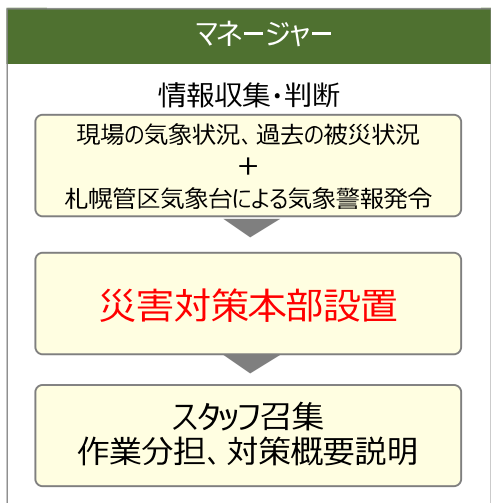 マネージャー
情報収集・判断
現場の気象状況、過去の被災状況
＋
札幌管区気象台による気象警報発令
災害対策本部設置
スタッフ召集
作業分担、対策概要説明